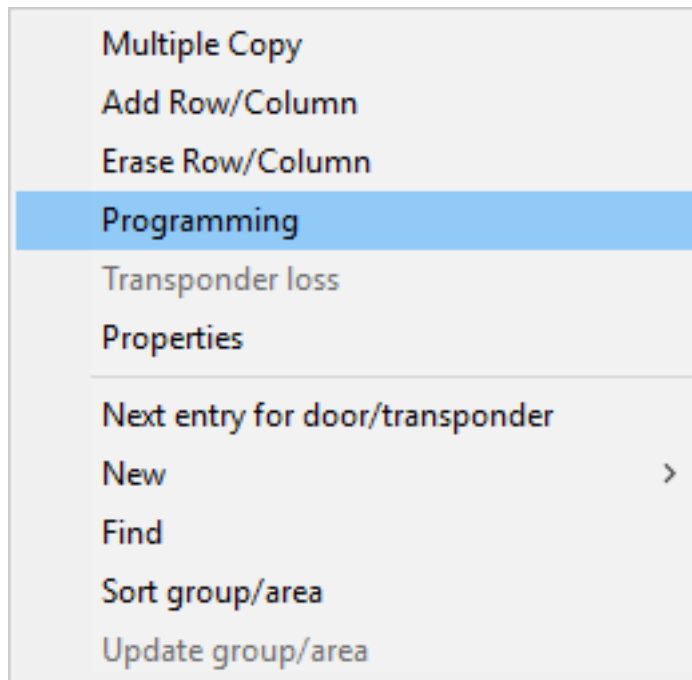 Multiple Copy
Add Row/Column
Erase Row/Column
Programming
Transponder loss
Properties
Next entry for door/transponder
New
Find
Sort group/area
Update group/area